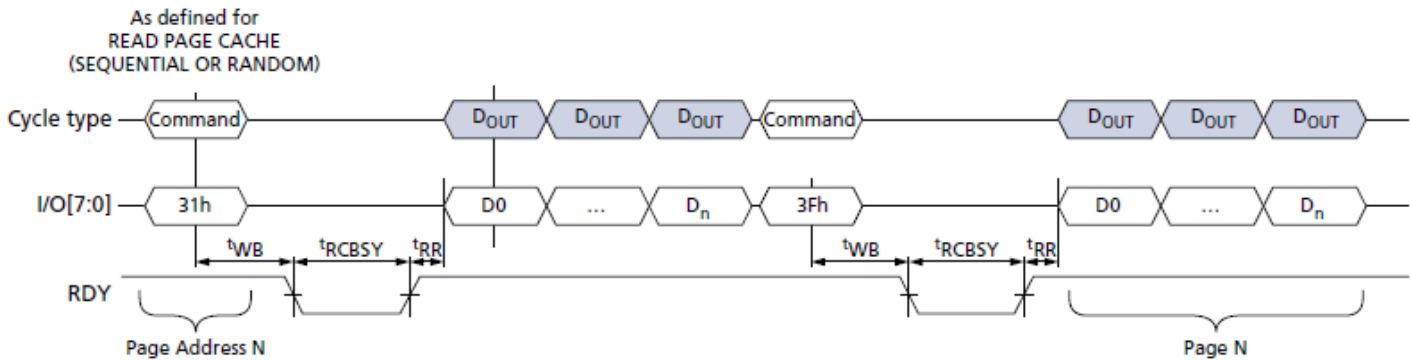 As defined for
READ PAGE CACHE
(SEQUENTIAL OR RANDOM)
Cycle type Command DOUT DOUT DOUT Command DOUT DOUT DOUT
I/O[7:0] 31h D0 ... Dn 3Fh D0 ... Dn
tWB tRCBSY tRR tWB tRCBSY tRR
RDY
Page Address N Page N